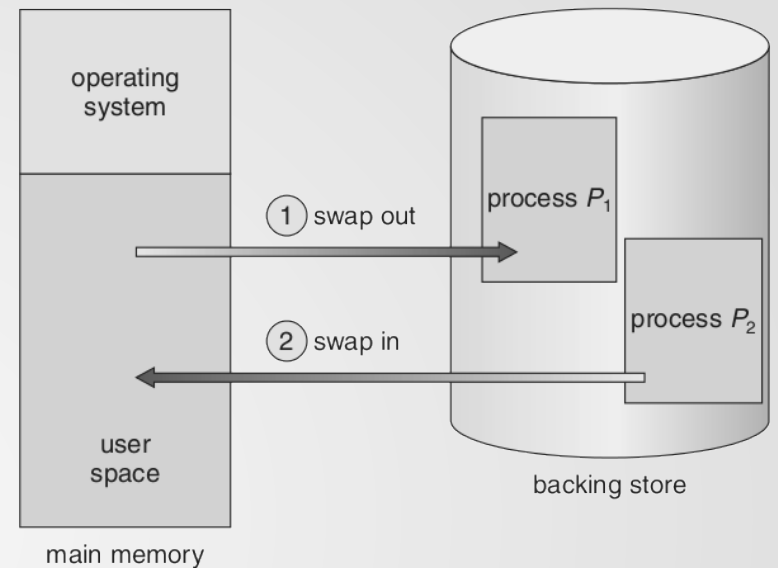 operating
system
1 swap out
process P₁
2 swap in
process P₂
user
space
backing store
main memory